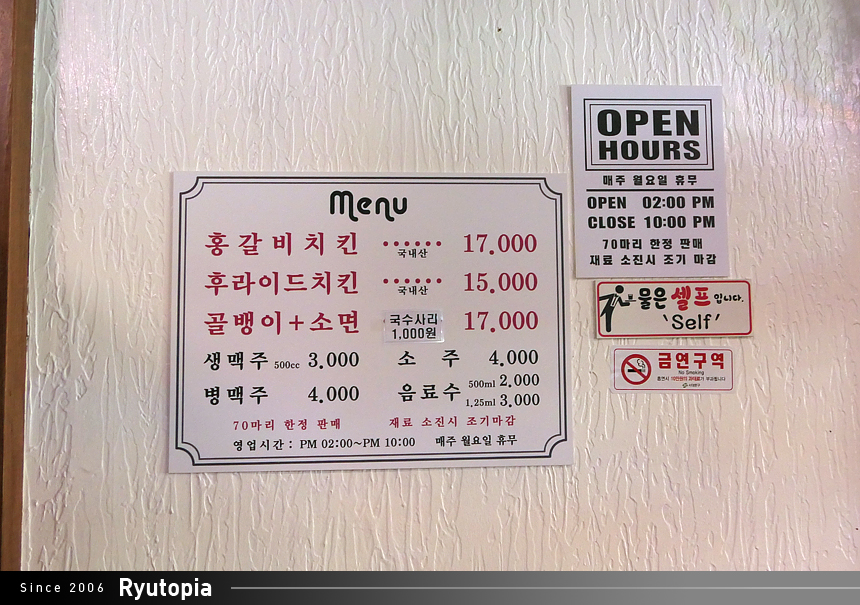 Menu
홍갈비치킨 •••••• 국내산 17.000
후라이드치킨 •••••• 국내산 15.000
골뱅이+소면 국수사리 1,000원 17.000
생맥주 500cc 3.000 소 주 4.000
병맥주 4.000 음료수 500ml 2.000
1.25ml 3.000
70마리 한정 판매 재료 소진시 조기마감
영업시간 : PM 02:00~PM 10:00 매주 월요일 휴무
OPEN
HOURS
매주 월요일 휴무
OPEN 02:00 PM
CLOSE 10:00 PM
70마리 한정 판매
재료 소진시 조기 마감
물은 셀프 입니다.
'Self'
금연구역
No Smoking
Since 2006 Ryutopia